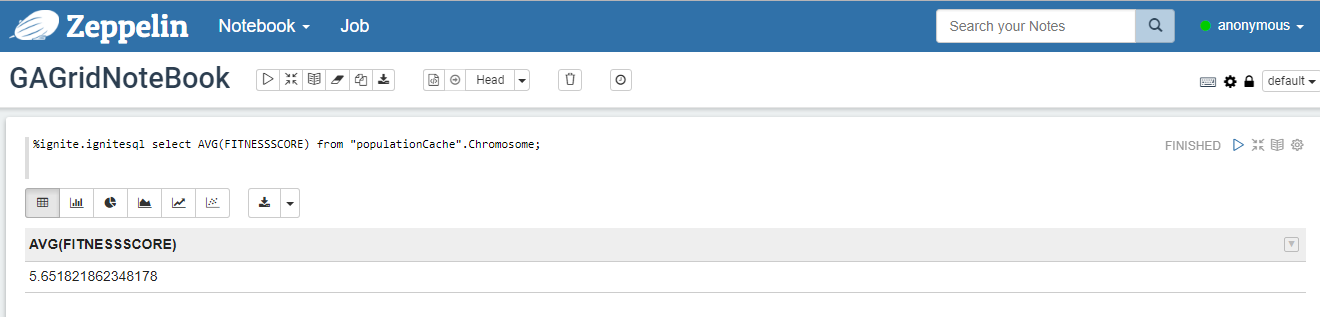 Zeppelin Notebook Job Search your Notes anonymous
GAGridNoteBook Head default
%ignite.ignitesql select AVG(FITNESSSCORE) from "populationCache".Chromosome;
FINISHED
AVG(FITNESSSCORE)
5.651821862348178